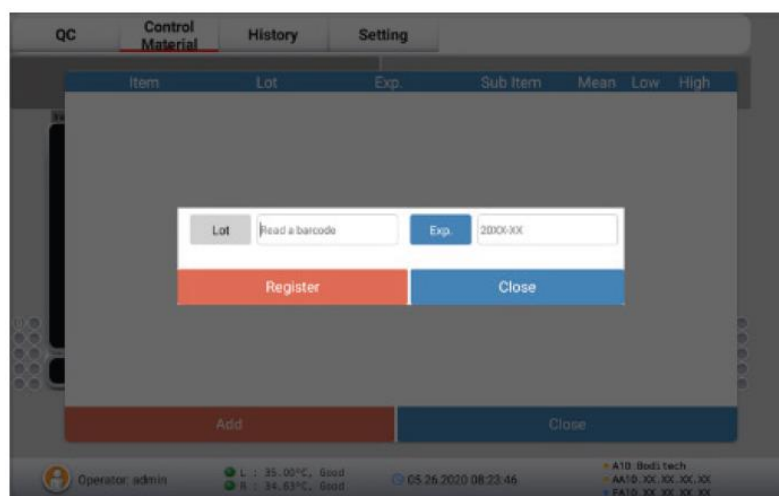 QC
Control
Material
History
Setting
Item Lot Exp. Sub Item Mean Low High
Lot Read a barcode Exp. 20XX-XX
Register Close
Add Close
Operator: admin
L : 35.00°C, Good
R : 34.63°C, Good
05 26 2020 08:23:46
A10.Boditech
AA10.XX.XX.XX.XX
FA10.XX.XX.XX.XX